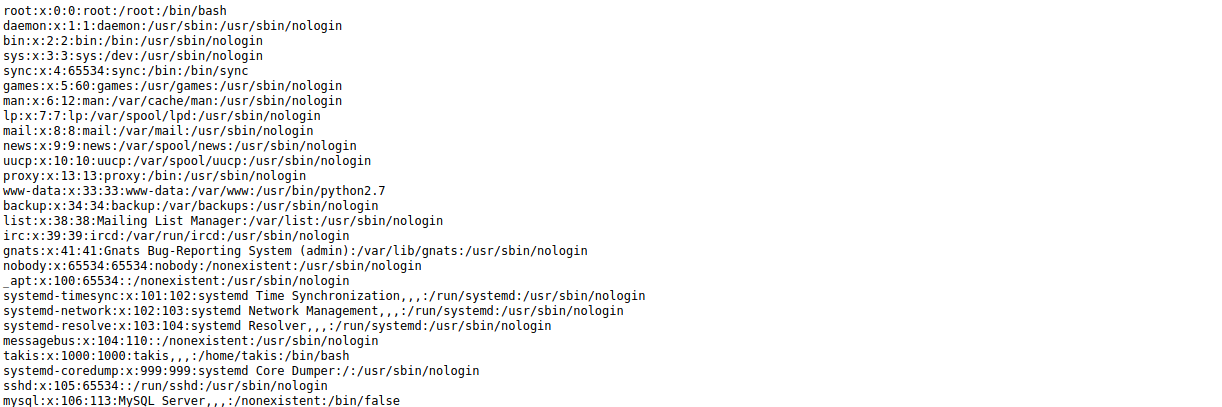 root:x:0:0:root:/root:/bin/bash
daemon:x:1:1:daemon:/usr/sbin:/usr/sbin/nologin
bin:x:2:2:bin:/bin:/usr/sbin/nologin
sys:x:3:3:sys:/dev:/usr/sbin/nologin
sync:x:4:65534:sync:/bin:/bin/sync
games:x:5:60:games:/usr/games:/usr/sbin/nologin
man:x:6:12:man:/var/cache/man:/usr/sbin/nologin
lp:x:7:7:lp:/var/spool/lpd:/usr/sbin/nologin
mail:x:8:8:mail:/var/mail:/usr/sbin/nologin
news:x:9:9:news:/var/spool/news:/usr/sbin/nologin
uucp:x:10:10:uucp:/var/spool/uucp:/usr/sbin/nologin
proxy:x:13:13:proxy:/bin:/usr/sbin/nologin
www-data:x:33:33:www-data:/var/www:/usr/bin/python2.7
backup:x:34:34:backup:/var/backups:/usr/sbin/nologin
list:x:38:38:Mailing List Manager:/var/list:/usr/sbin/nologin
irc:x:39:39:ircd:/var/run/ircd:/usr/sbin/nologin
gnats:x:41:41:Gnats Bug-Reporting System (admin):/var/lib/gnats:/usr/sbin/nologin
nobody:x:65534:65534:nobody:/nonexistent:/usr/sbin/nologin
_apt:x:100:65534::/nonexistent:/usr/sbin/nologin
systemd-timesync:x:101:102:systemd Time Synchronization,,,:/run/systemd:/usr/sbin/nologin
systemd-network:x:102:103:systemd Network Management,,,:/run/systemd:/usr/sbin/nologin
systemd-resolve:x:103:104:systemd Resolver,,,:/run/systemd:/usr/sbin/nologin
messagebus:x:104:110::/nonexistent:/usr/sbin/nologin
takis:x:1000:1000:takis,,,:/home/takis:/bin/bash
systemd-coredump:x:999:999:systemd Core Dumper:/:/usr/sbin/nologin
sshd:x:105:65534::/run/sshd:/usr/sbin/nologin
mysql:x:106:113:MySQL Server,,,:/nonexistent:/bin/false